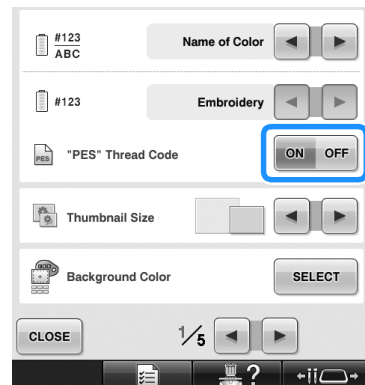 #123
ABC
Name of Color
#123
Embroidery
PES
"PES" Thread Code
ON OFF
Thumbnail Size
Background Color
SELECT
CLOSE
1/5
?